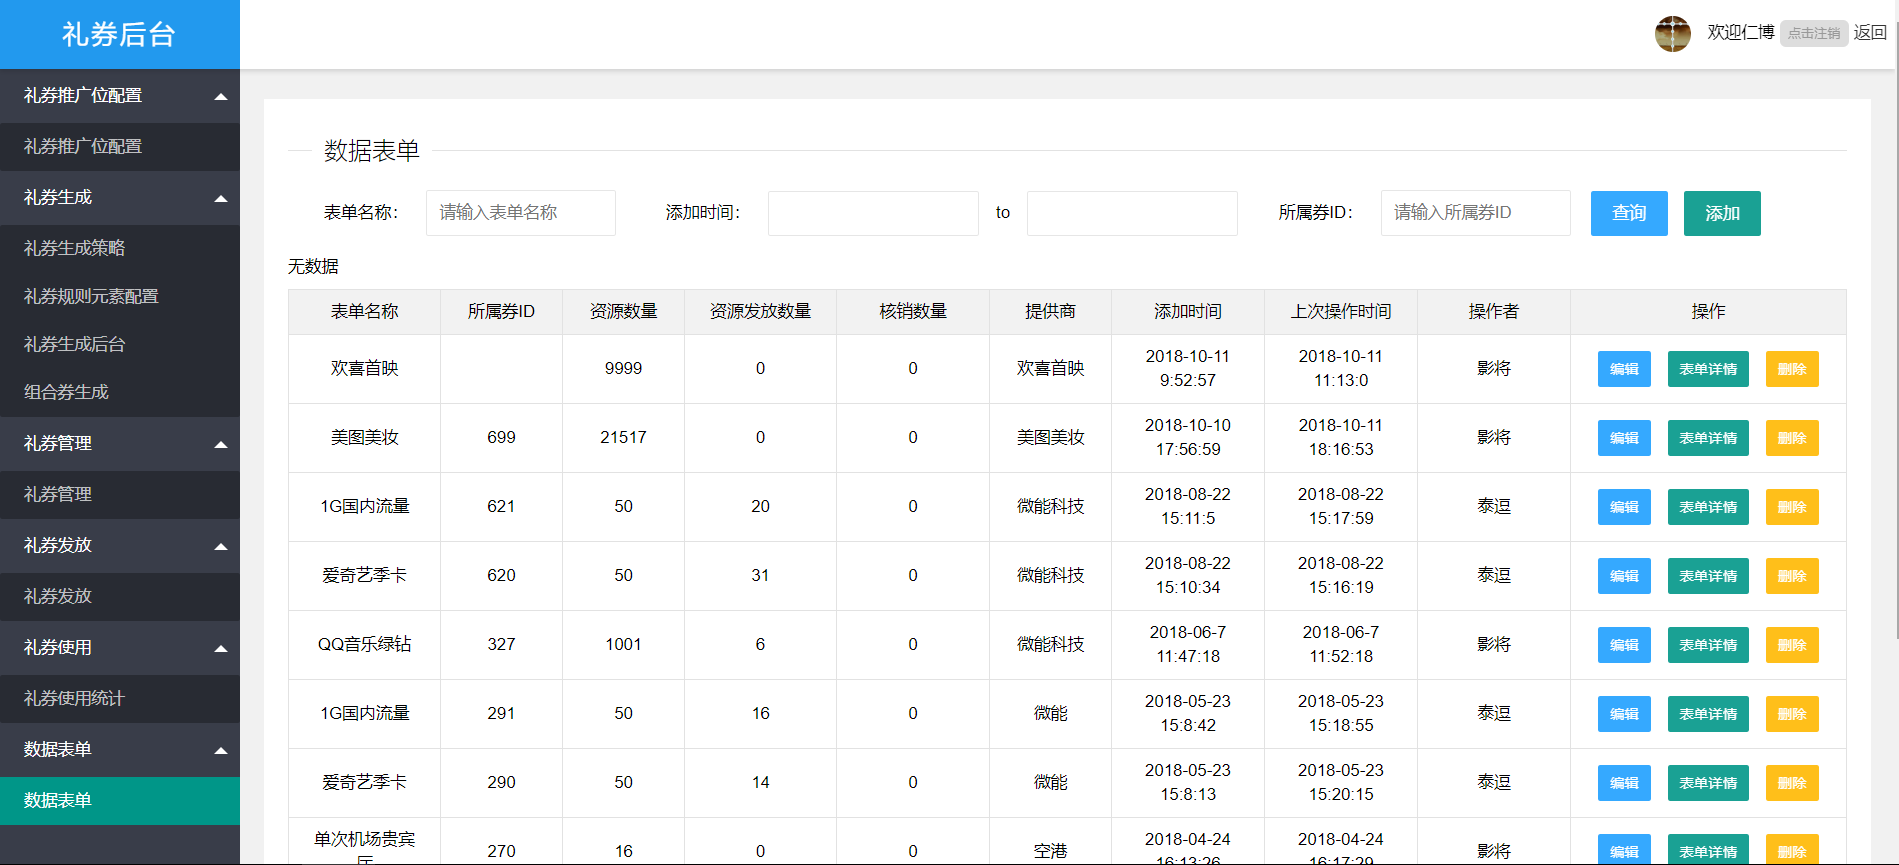 礼券后台
欢迎仁博 点击注销 返回
礼券推广位配置
礼券推广位配置
礼券生成
礼券生成策略
礼券规则元素配置
礼券生成后台
组合券生成
礼券管理
礼券管理
礼券发放
礼券发放
礼券使用
礼券使用统计
数据表单
数据表单
数据表单
表单名称： 请输入表单名称 添加时间： to 所属券ID： 请输入所属券ID 查询 添加
无数据
表单名称 所属券ID 资源数量 资源发放数量 核销数量 提供商 添加时间 上次操作时间 操作者 操作
欢喜首映 9999 0 0 欢喜首映 2018-10-11 9:52:57 2018-10-11 11:13:0 影将 编辑 表单详情 删除
美图美妆 699 21517 0 0 美图美妆 2018-10-10 17:56:59 2018-10-11 18:16:53 影将 编辑 表单详情 删除
1G国内流量 621 50 20 0 微能科技 2018-08-22 15:11:5 2018-08-22 15:17:59 泰逗 编辑 表单详情 删除
爱奇艺季卡 620 50 31 0 微能科技 2018-08-22 15:10:34 2018-08-22 15:16:19 泰逗 编辑 表单详情 删除
QQ音乐绿钻 327 1001 6 0 微能科技 2018-06-7 11:47:18 2018-06-7 11:52:18 影将 编辑 表单详情 删除
1G国内流量 291 50 16 0 微能 2018-05-23 15:8:42 2018-05-23 15:18:55 泰逗 编辑 表单详情 删除
爱奇艺季卡 290 50 14 0 微能 2018-05-23 15:8:13 2018-05-23 15:20:15 泰逗 编辑 表单详情 删除
单次机场贵宾厅 270 16 0 0 空港 2018-04-24 16:13:26 2018-04-24 16:17:29 影将 编辑 表单详情 删除